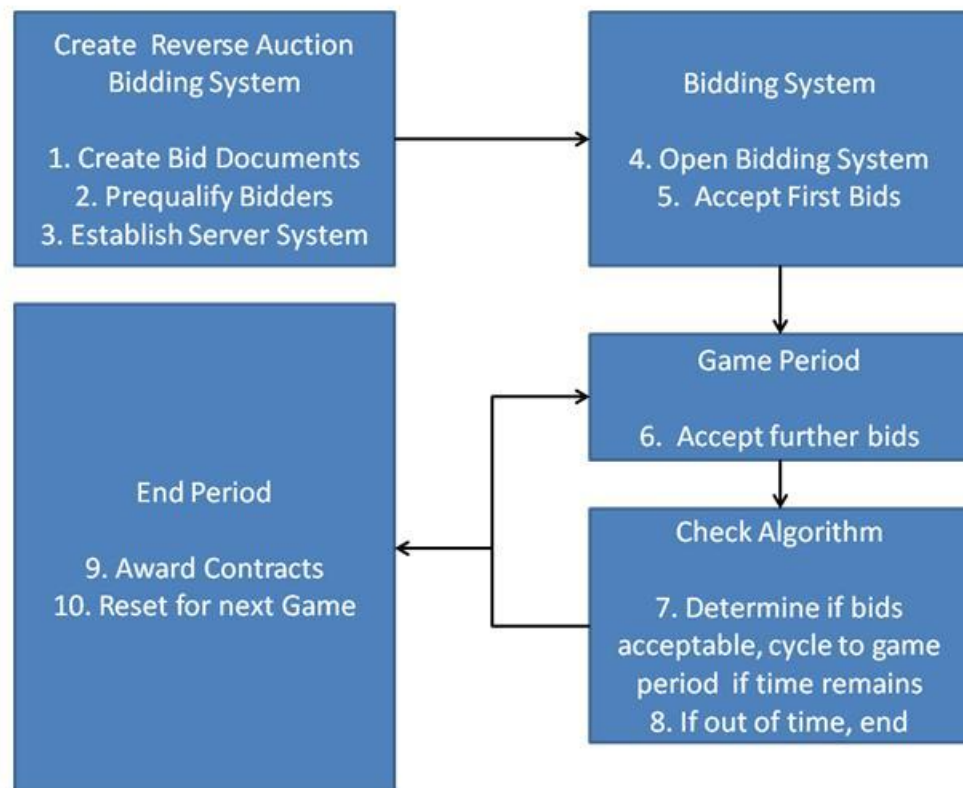 Create Reverse Auction
Bidding System
1. Create Bid Documents
2. Prequalify Bidders
3. Establish Server System
Bidding System
4. Open Bidding System
5. Accept First Bids
Game Period
6. Accept further bids
Check Algorithm
7. Determine if bids
acceptable, cycle to game
period if time remains
8. If out of time, end
End Period
9. Award Contracts
10. Reset for next Game